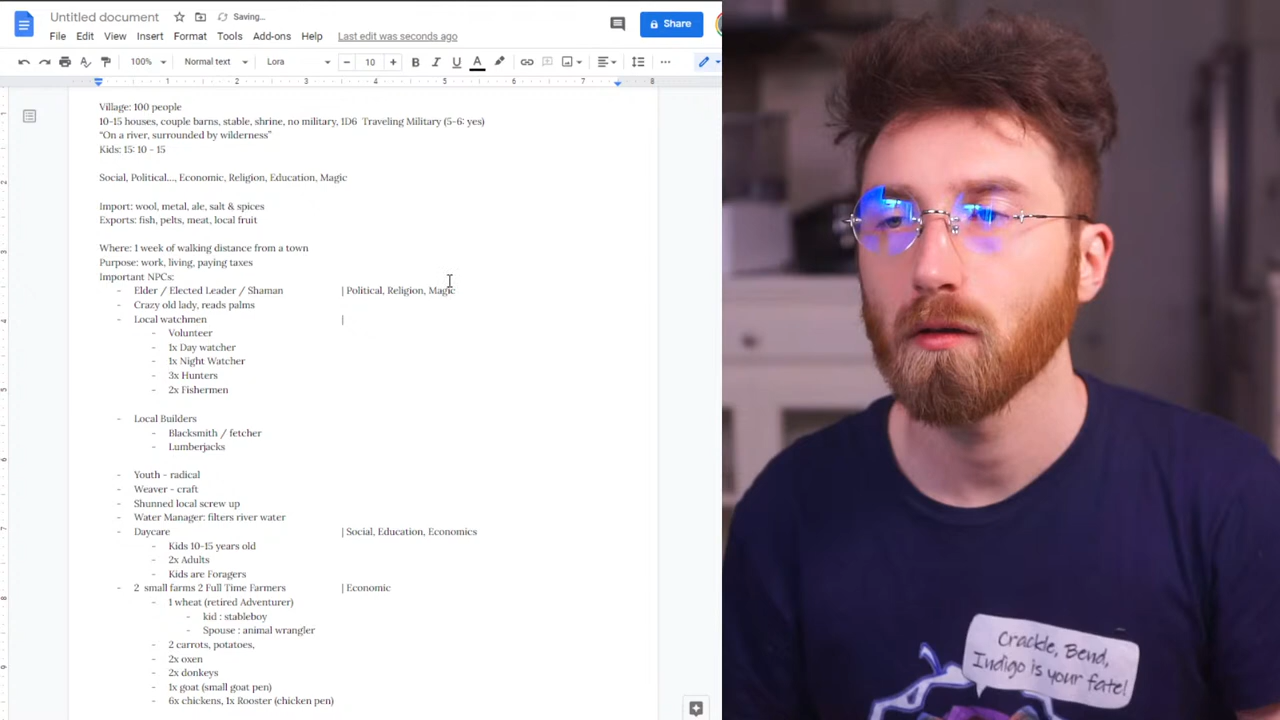 Untitled document
Saving...
File Edit View Insert Format Tools Add-ons Help Last edit was seconds ago
Share
100% Normal text Lora 10
1 2 3 4 5 6 7 8
Village: 100 people
10-15 houses, couple barns, stable, shrine, no military, 1D6 Traveling Military (5-6: yes)
"On a river, surrounded by wilderness"
Kids: 15: 10 - 15
Social, Political..., Economic, Religion, Education, Magic
Import: wool, metal, ale, salt & spices
Exports: fish, pelts, meat, local fruit
Where: 1 week of walking distance from a town
Purpose: work, living, paying taxes
Important NPCs:
- Elder / Elected Leader / Shaman | Political, Religion, Magic
- Crazy old lady, reads palms
- Local watchmen |
- Volunteer
- 1x Day watcher
- 1x Night Watcher
- 3x Hunters
- 2x Fishermen
- Local Builders
- Blacksmith / fetcher
- Lumberjacks
- Youth - radical
- Weaver - craft
- Shunned local screw up
- Water Manager: filters river water
- Daycare | Social, Education, Economics
- Kids 10-15 years old
- 2x Adults
- Kids are Foragers
- 2 small farms 2 Full Time Farmers | Economic
- 1 wheat (retired Adventurer)
- kid : stableboy
- Spouse : animal wrangler
- 2 carrots, potatoes,
- 2x oxen
- 2x donkeys
- 1x goat (small goat pen)
- 6x chickens, 1x Rooster (chicken pen)
Crackle, Bend,
Indigo is your fate!